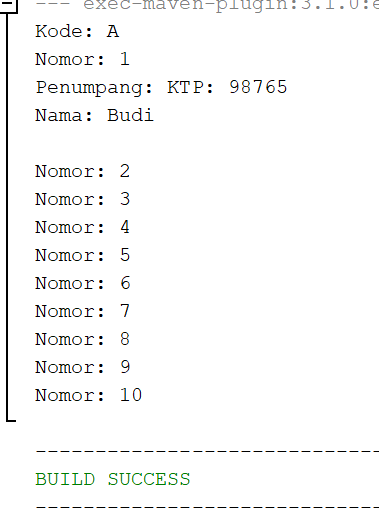 --- exec-maven-plugin:3.1.0:e
Kode: A
Nomor: 1
Penumpang: KTP: 98765
Nama: Budi
Nomor: 2
Nomor: 3
Nomor: 4
Nomor: 5
Nomor: 6
Nomor: 7
Nomor: 8
Nomor: 9
Nomor: 10
-----------------------------
BUILD SUCCESS
-----------------------------